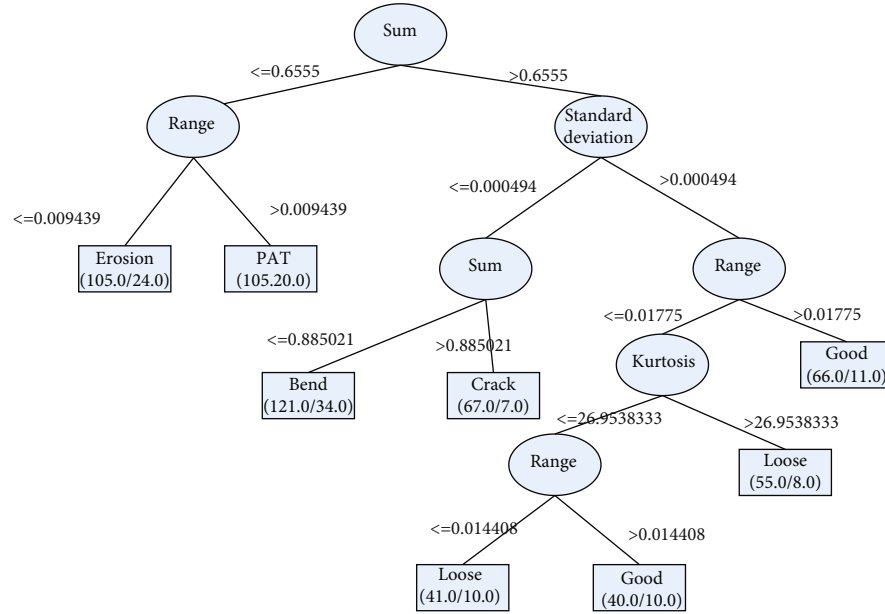 Sum
<=0.6555
>0.6555
Range
Standard
deviation
<=0.009439
>0.009439
<=0.000494
>0.000494
Erosion
(105.0/24.0)
PAT
(105.20.0)
Sum
Range
<=0.885021
>0.885021
<=0.01775
>0.01775
Bend
(121.0/34.0)
Crack
(67.0/7.0)
Kurtosis
Good
(66.0/11.0)
<=26.9538333
>26.9538333
Range
Loose
(55.0/8.0)
<=0.014408
>0.014408
Loose
(41.0/10.0)
Good
(40.0/10.0)